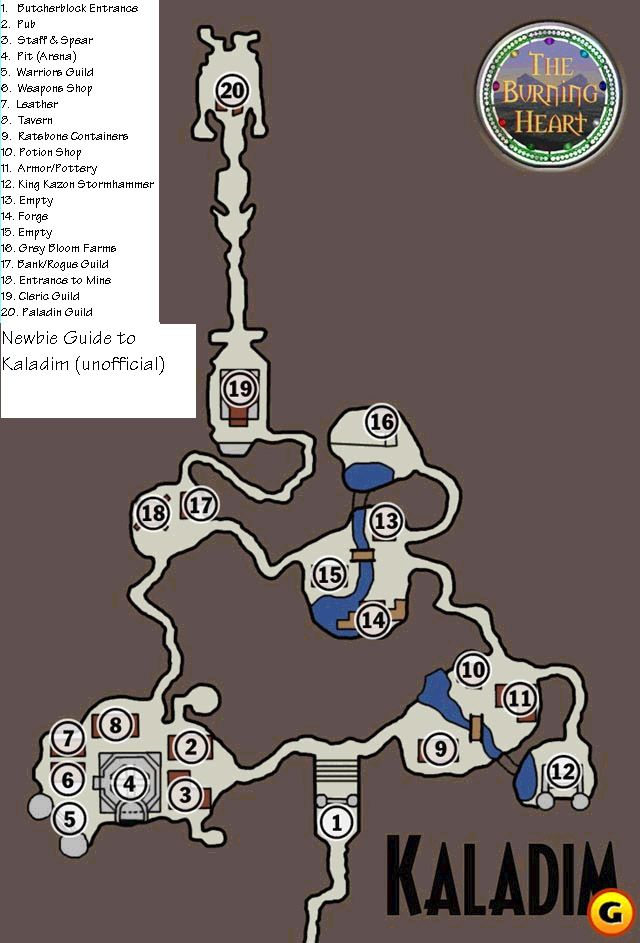 1. Butcherblock Entrance
2. Pub
3. Staff & Spear
4. Pit (Arena)
5. Warriors Guild
6. Weapons Shop
7. Leather
8. Tavern
9. Ratsbone Containers
10. Potion Shop
11. Armor/Pottery
12. King Kazon Stormhammer
13. Empty
14. Forge
15. Empty
16. Grey Bloom Farms
17. Bank/Rogue Guild
18. Entrance to Mine
19. Cleric Guild
20. Paladin Guild
Newbie Guide to
Kaladim (unofficial)
THE
BURNING
HEART
20
19
16
18
17
13
15
14
10
11
7
8
2
9
12
6
4
3
5
1
KALADIM
G